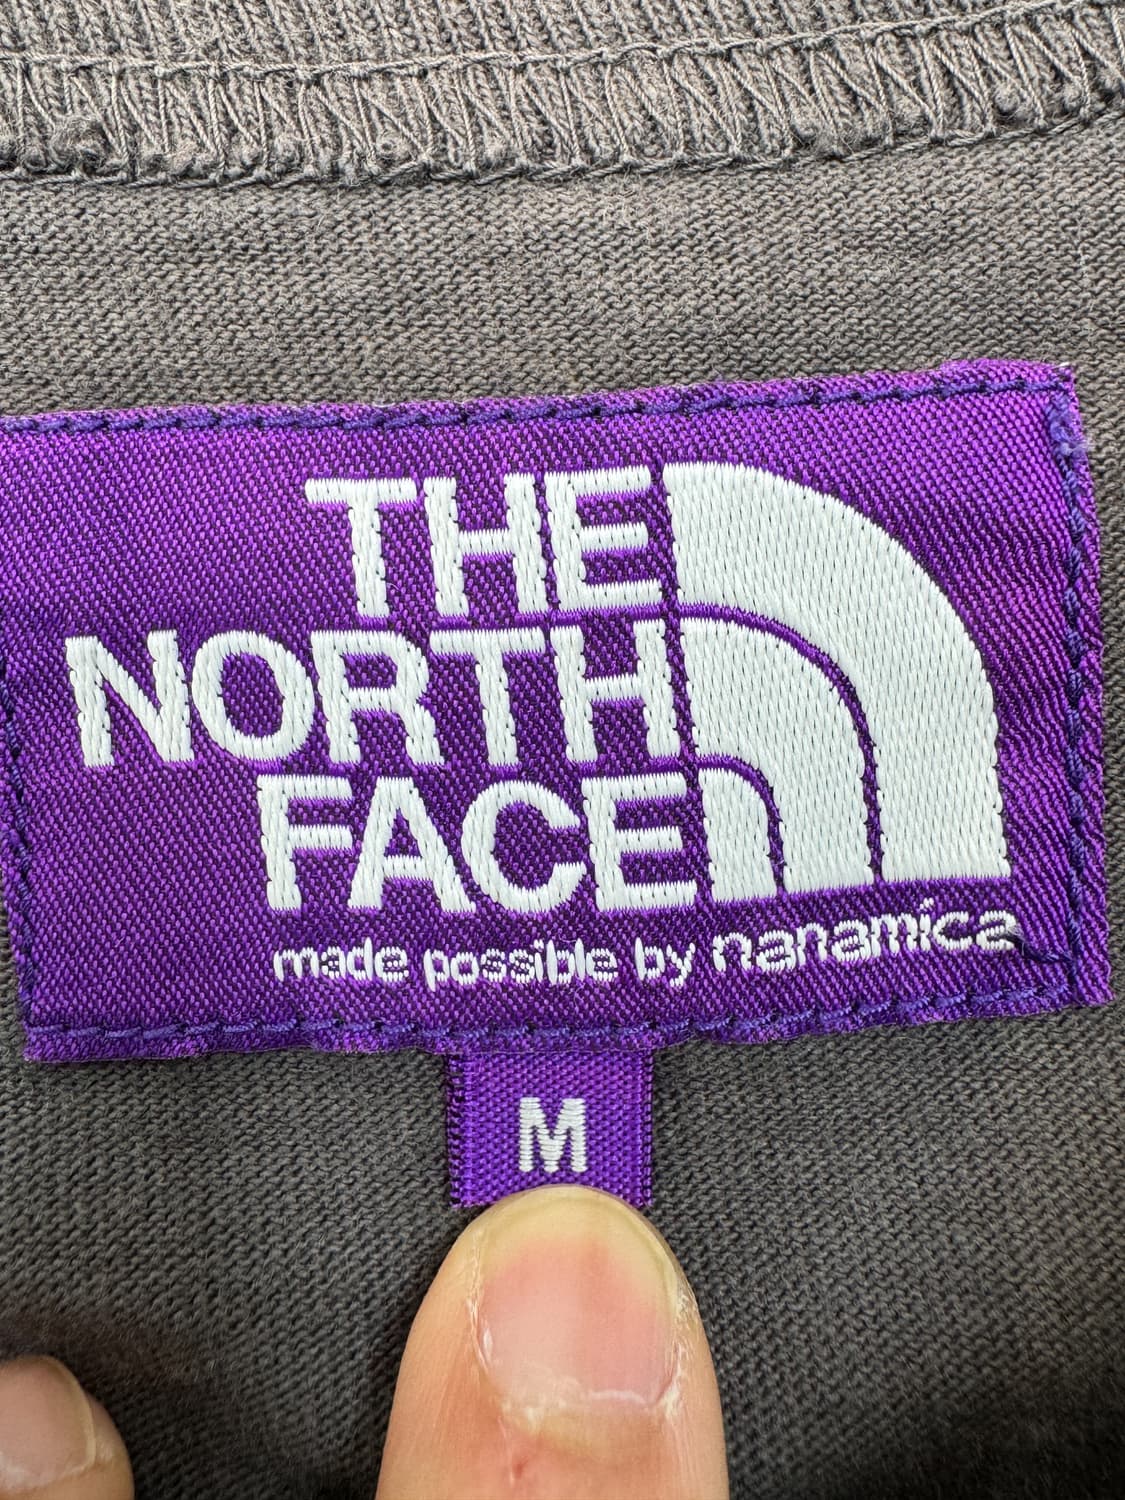 THE
NORTH
FACE
made possible by nanamica
M